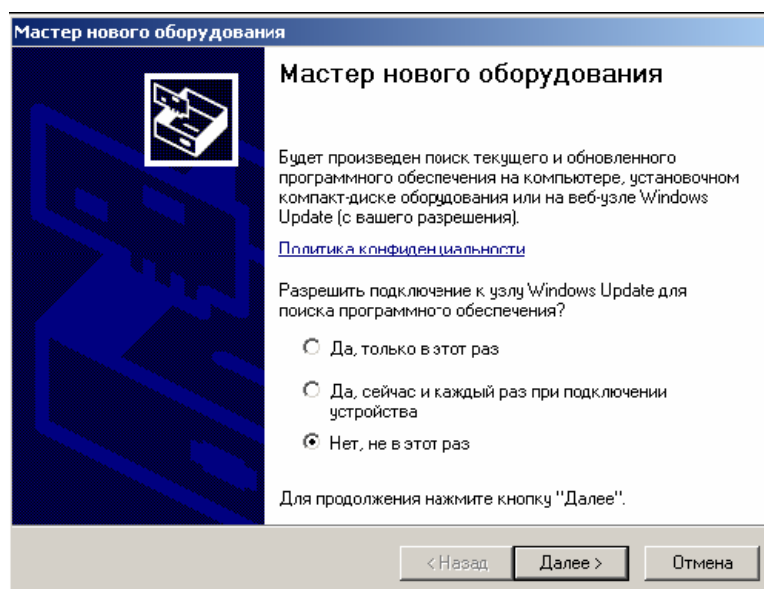 Мастер нового оборудования
Мастер нового оборудования
Будет произведен поиск текущего и обновленного
программного обеспечения на компьютере, установочном
компакт-диске оборудования или на веб-узле Windows
Update (с вашего разрешения).
Политика конфиденциальности
Разрешить подключение к узлу Windows Update для
поиска программного обеспечения?
Да, только в этот раз
Да, сейчас и каждый раз при подключении
устройства
Нет, не в этот раз
Для продолжения нажмите кнопку "Далее".
< Назад Далее > Отмена